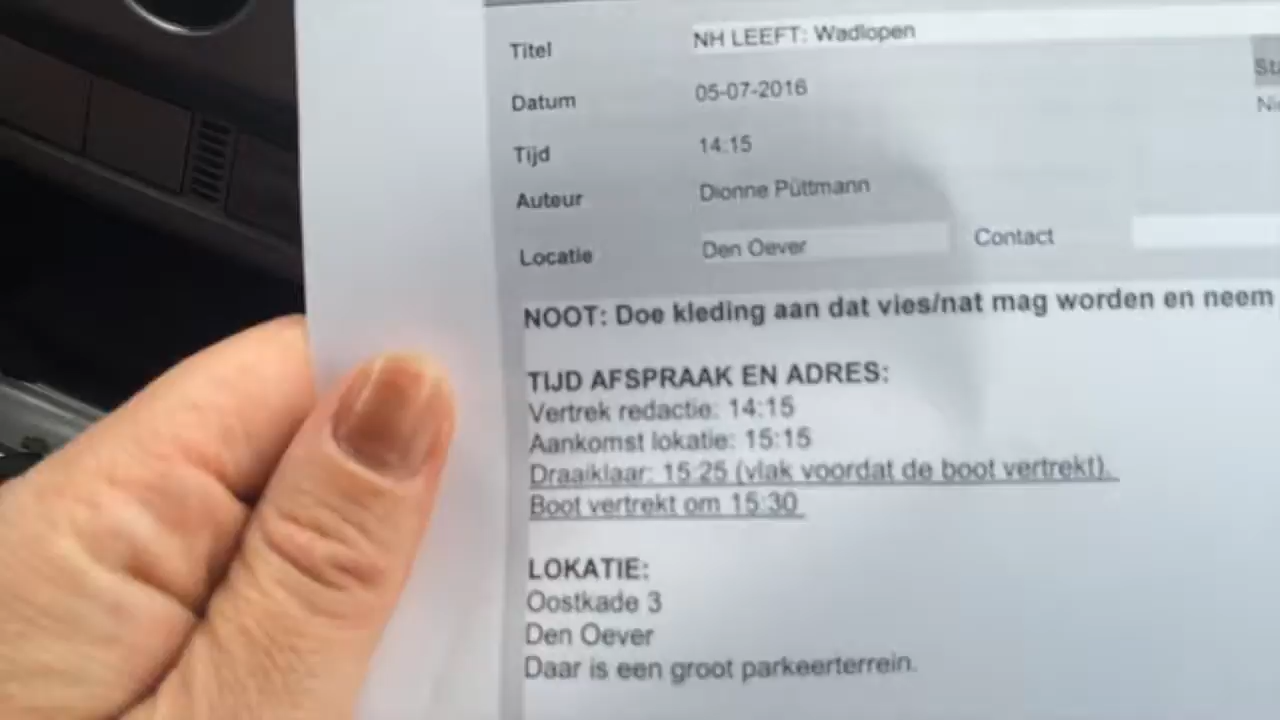 Titel NH LEEFT: Wadlopen
Datum 05-07-2016
Tijd 14:15
Auteur Dionne Püttmann
Locatie Den Oever Contact
NOOT: Doe kleding aan dat vies/nat mag worden en neem
TIJD AFSPRAAK EN ADRES:
Vertrek redactie: 14:15
Aankomst lokatie: 15:15
Draaiklaar: 15:25 (vlak voordat de boot vertrekt).
Boot vertrekt om 15:30
LOKATIE:
Oostkade 3
Den Oever
Daar is een groot parkeerterrein.